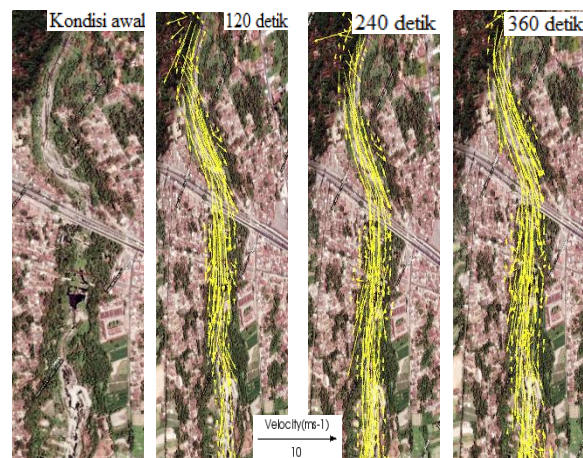 Kondisi awal
120 detik
240 detik
360 detik
Velocity(ms-1)
10